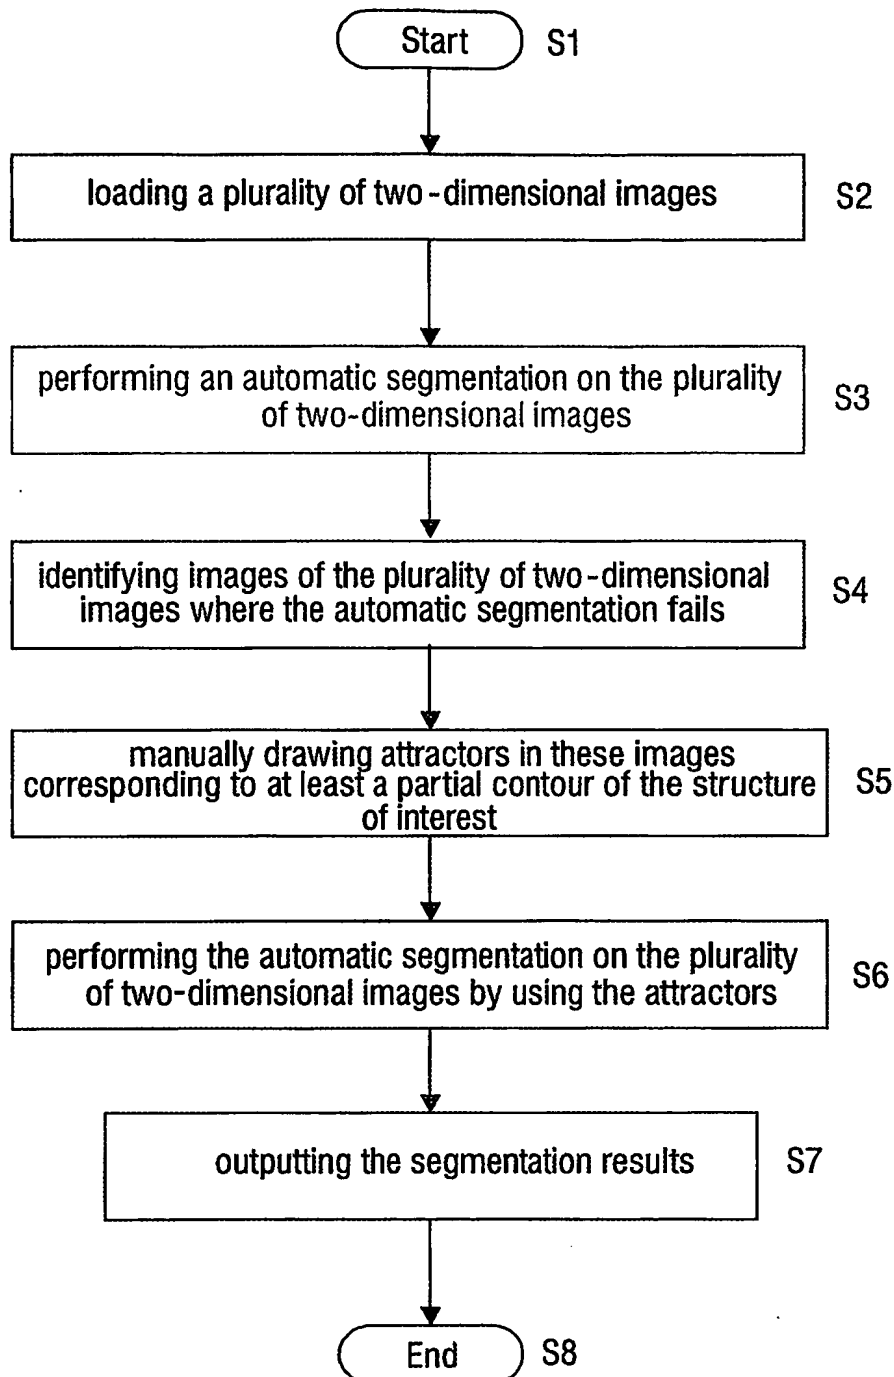 Start S1
loading a plurality of two-dimensional images S2
performing an automatic segmentation on the plurality
of two-dimensional images
S3
identifying images of the plurality of two-dimensional
images where the automatic segmentation fails
S4
manually drawing attractors in these images
corresponding to at least a partial contour of the structure
of interest
S5
performing the automatic segmentation on the plurality
of two-dimensional images by using the attractors
S6
outputting the segmentation results S7
End S8